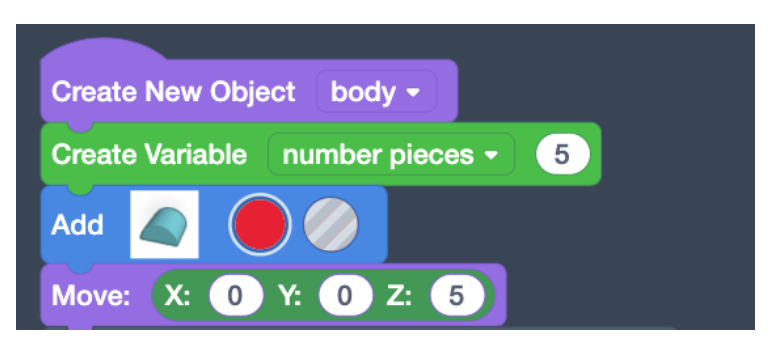 Create New Object body
Create Variable number pieces 5
Add
Move: X: 0 Y: 0 Z: 5